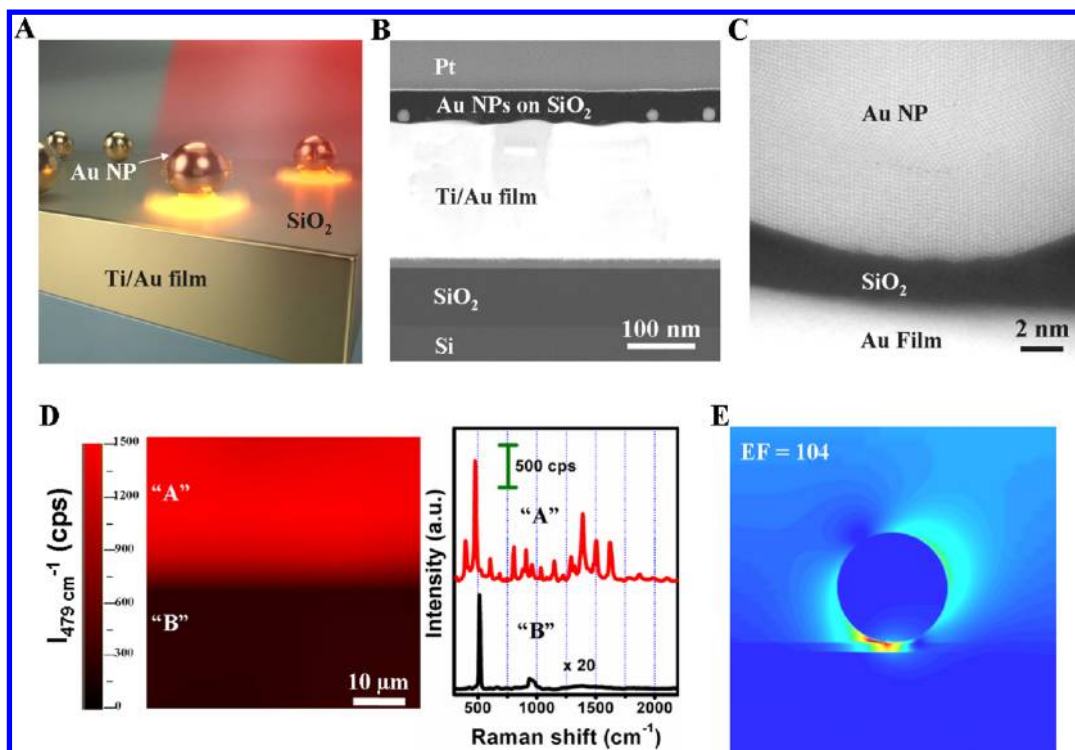 A
Au NP
SiO₂
Ti/Au film
B
Pt
Au NPs on SiO₂
Ti/Au film
SiO₂
100 nm
Si
C
Au NP
SiO₂
2 nm
Au Film
D
I₄₇₉ cm⁻¹ (cps)
1500
1200
900
600
300
0
“A”
“B”
10 μm
Intensity (a.u.)
500 cps
“A”
“B”
x 20
500 1000 1500 2000
Raman shift (cm⁻¹)
E
EF = 104